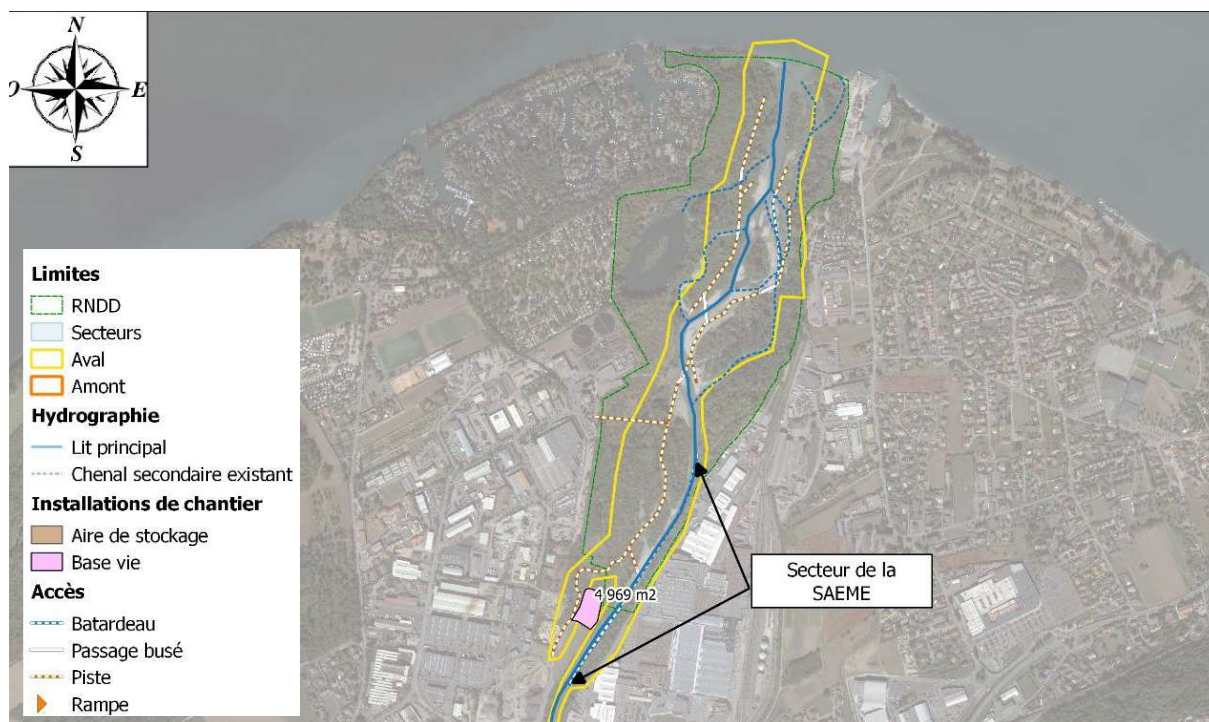 N
O
E
S
Limites
RNDD
Secteurs
Aval
Amont
Hydrographie
Lit principal
Chenal secondaire existant
Installations de chantier
Aire de stockage
Base vie
Accès
Batardeau
Passage busé
Piste
Rampe
4 969 m2
Secteur de la
SAEME